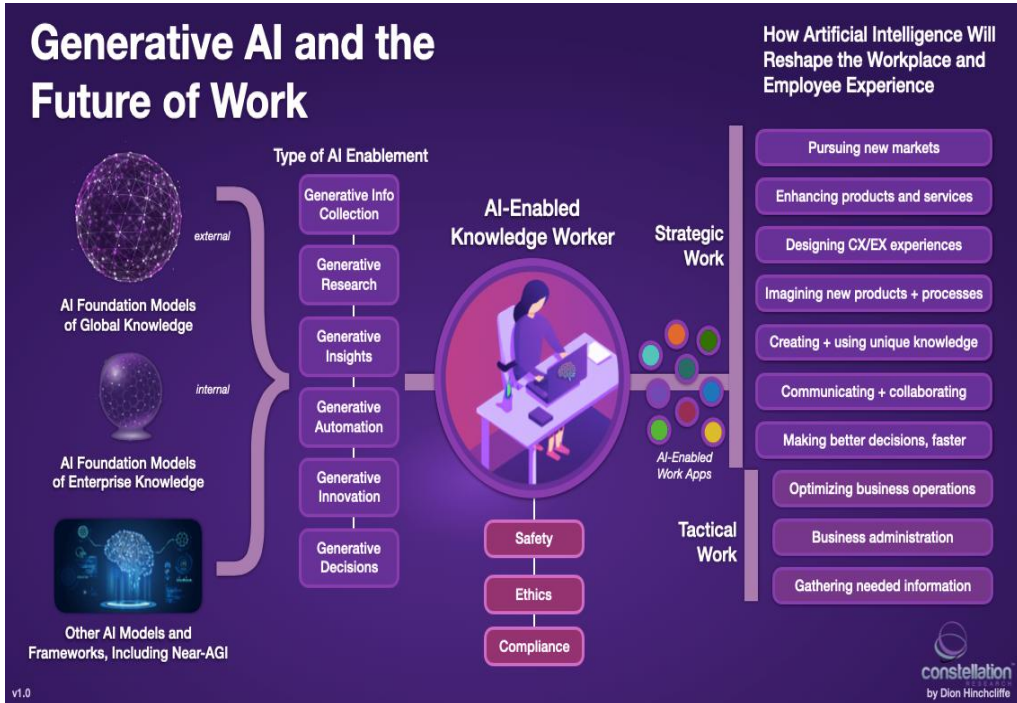 Generative AI and the
Future of Work
How Artificial Intelligence Will
Reshape the Workplace and
Employee Experience
external
AI Foundation Models
of Global Knowledge
internal
AI Foundation Models
of Enterprise Knowledge
Other AI Models and
Frameworks, Including Near-AGI
Type of AI Enablement
Generative Info
Collection
Generative
Research
Generative
Insights
Generative
Automation
Generative
Innovation
Generative
Decisions
AI-Enabled
Knowledge Worker
Safety
Ethics
Compliance
AI-Enabled
Work Apps
Strategic
Work
Pursuing new markets
Enhancing products and services
Designing CX/EX experiences
Imagining new products + processes
Creating + using unique knowledge
Communicating + collaborating
Making better decisions, faster
Tactical
Work
Optimizing business operations
Business administration
Gathering needed information
constellation™
RESEARCH
by Dion Hinchcliffe
v1.0